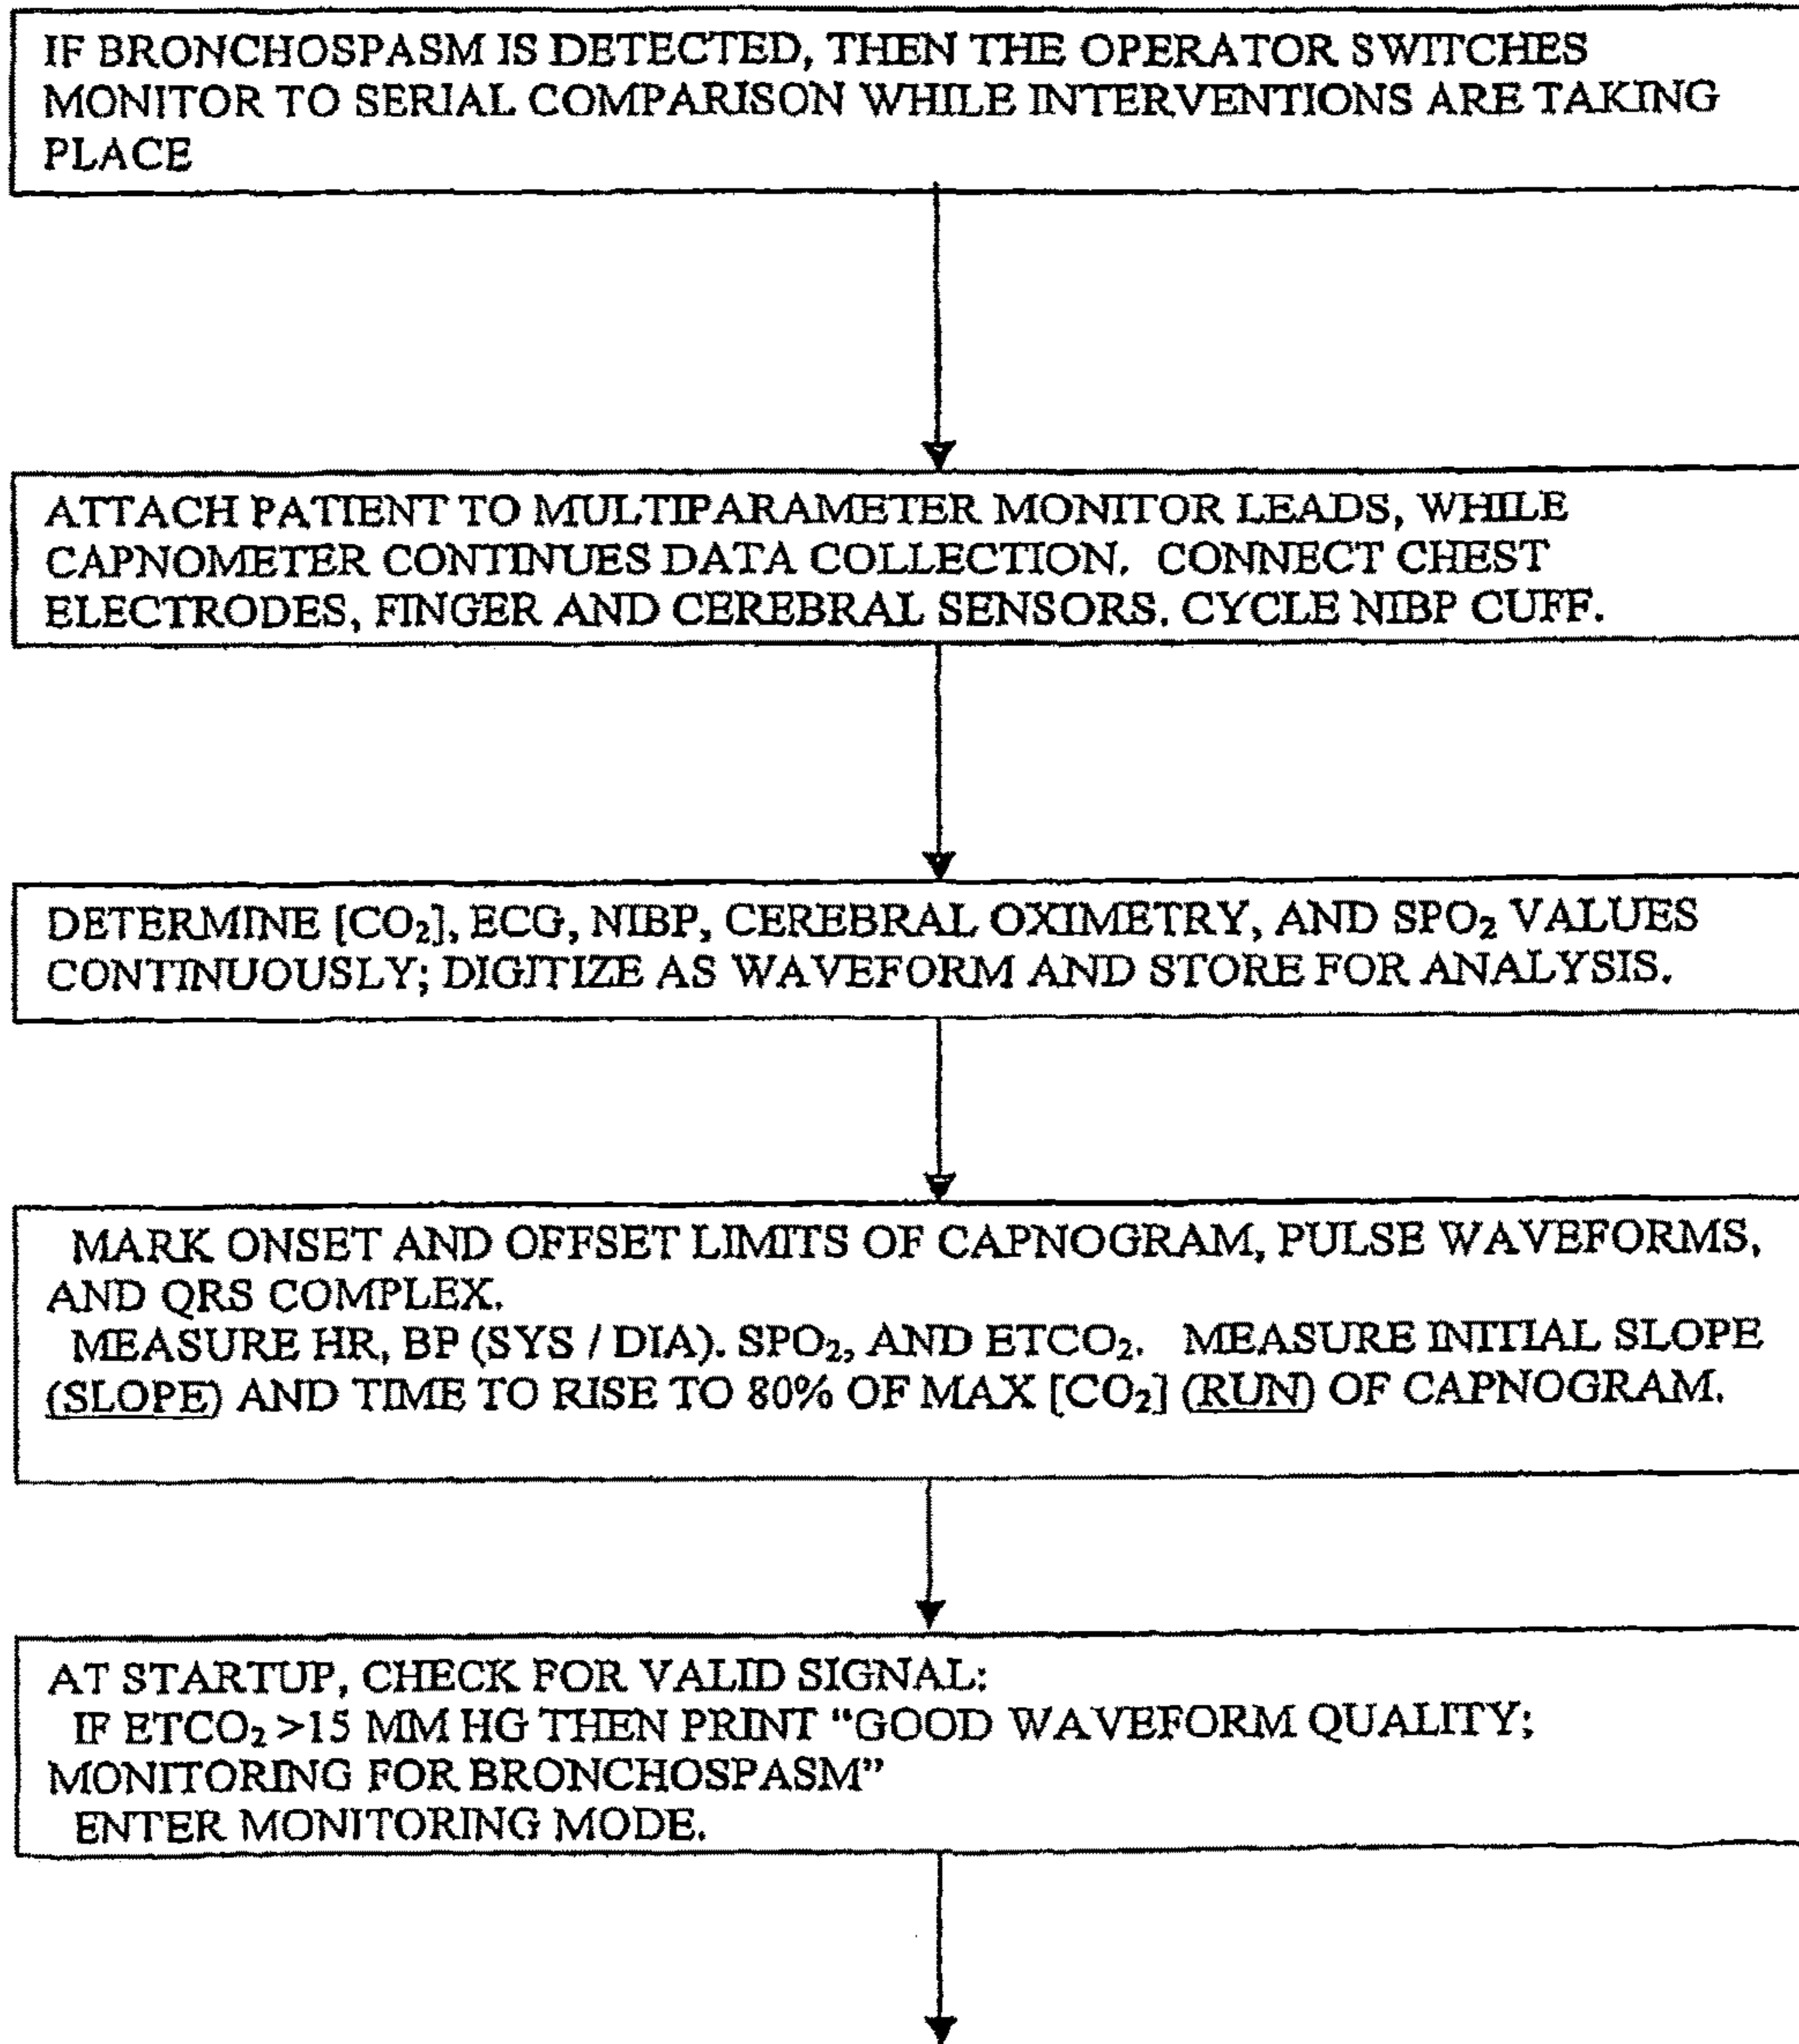 IF BRONCHOSPASM IS DETECTED, THEN THE OPERATOR SWITCHES
MONITOR TO SERIAL COMPARISON WHILE INTERVENTIONS ARE TAKING
PLACE
ATTACH PATIENT TO MULTIPARAMETER MONITOR LEADS, WHILE
CAPNOMETER CONTINUES DATA COLLECTION. CONNECT CHEST
ELECTRODES, FINGER AND CEREBRAL SENSORS. CYCLE NIBP CUFF.
DETERMINE [CO₂], ECG, NIBP, CEREBRAL OXIMETRY, AND SPO₂ VALUES
CONTINUOUSLY; DIGITIZE AS WAVEFORM AND STORE FOR ANALYSIS.
MARK ONSET AND OFFSET LIMITS OF CAPNOGRAM, PULSE WAVEFORMS,
AND QRS COMPLEX.
MEASURE HR, BP (SYS / DIA). SPO₂, AND ETCO₂. MEASURE INITIAL SLOPE
(SLOPE) AND TIME TO RISE TO 80% OF MAX [CO₂] (RUN) OF CAPNOGRAM.
AT STARTUP, CHECK FOR VALID SIGNAL:
IF ETCO₂ >15 MM HG THEN PRINT “GOOD WAVEFORM QUALITY;
MONITORING FOR BRONCHOSPASM”
ENTER MONITORING MODE.